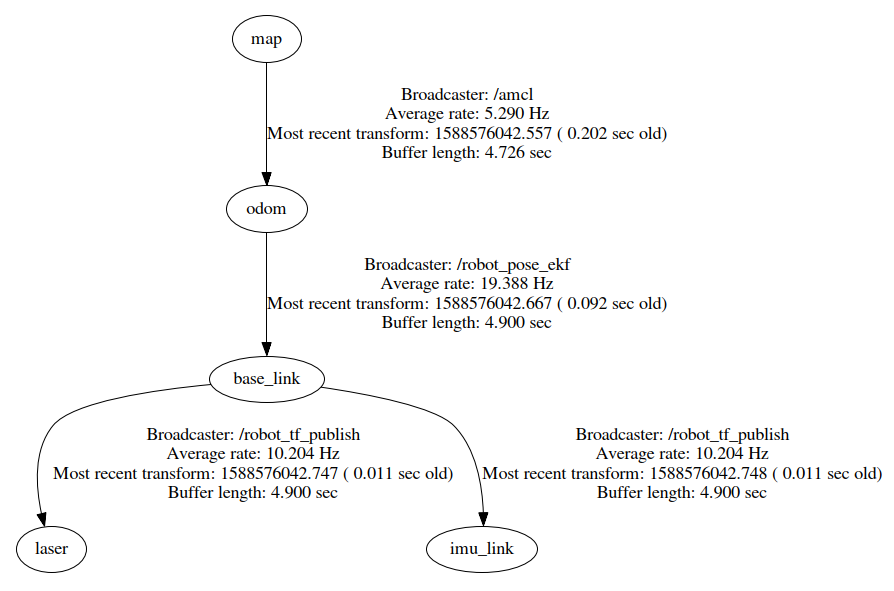 map
Broadcaster: /amcl
Average rate: 5.290 Hz
Most recent transform: 1588576042.557 ( 0.202 sec old)
Buffer length: 4.726 sec
odom
Broadcaster: /robot_pose_ekf
Average rate: 19.388 Hz
Most recent transform: 1588576042.667 ( 0.092 sec old)
Buffer length: 4.900 sec
base_link
Broadcaster: /robot_tf_publish
Average rate: 10.204 Hz
Most recent transform: 1588576042.747 ( 0.011 sec old)
Buffer length: 4.900 sec
Broadcaster: /robot_tf_publish
Average rate: 10.204 Hz
Most recent transform: 1588576042.748 ( 0.011 sec old)
Buffer length: 4.900 sec
laser
imu_link